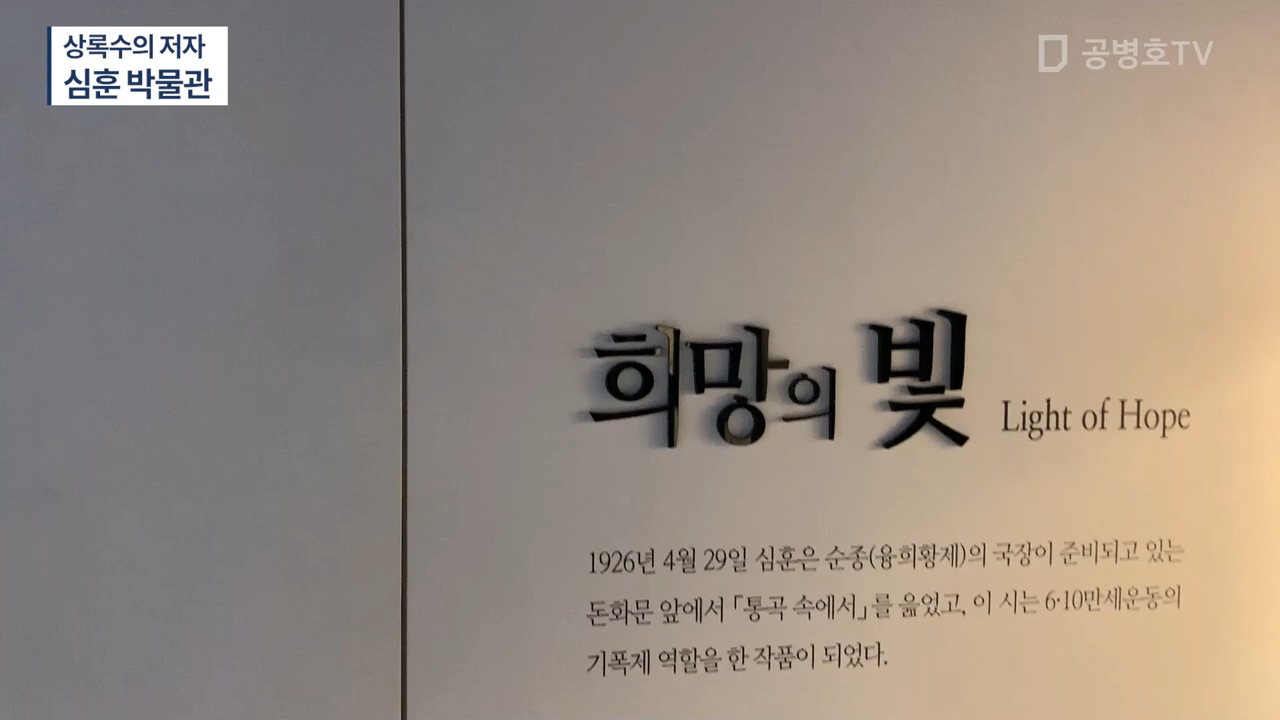 상록수의 저자
심훈 박물관
공병호TV
희망의 빛 Light of Hope
1926년 4월 29일 심훈은 순종(융희황제)의 국장이 준비되고 있는
돈화문 앞에서 「통곡 속에서」를 읊었고, 이 시는 6·10만세운동의
기폭제 역할을 한 작품이 되었다.